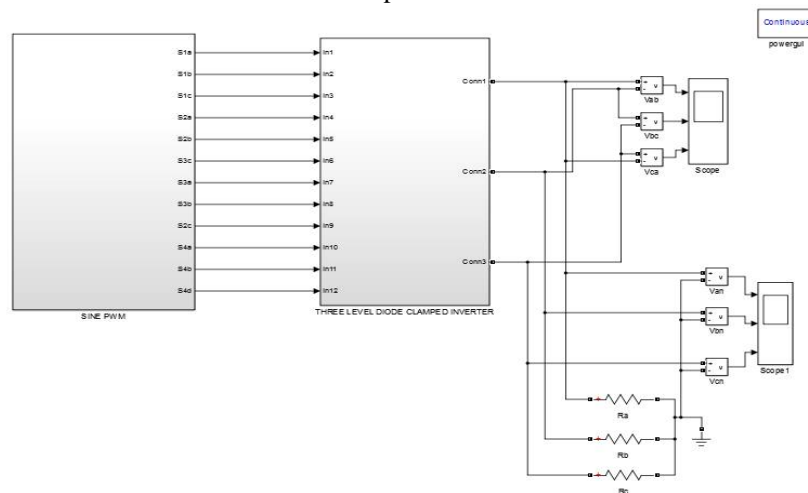 Continuous
powergui
S1a
S1b
S1c
S2a
S2b
S3c
S3a
S3b
S2c
S4a
S4b
S4d
SINE PWM
In1
In2
In3
In4
In5
In6
In7
In8
In9
In10
In11
In12
Conn1
Conn2
Conn3
THREE LEVEL DIODE CLAMPED INVERTER
+
-
v
Vab
+
-
v
Vbc
+
-
v
Vca
Scope
+
-
v
Van
+
-
v
Vbn
+
-
v
Vcn
Scope1
+
Ra
+
Rb
+